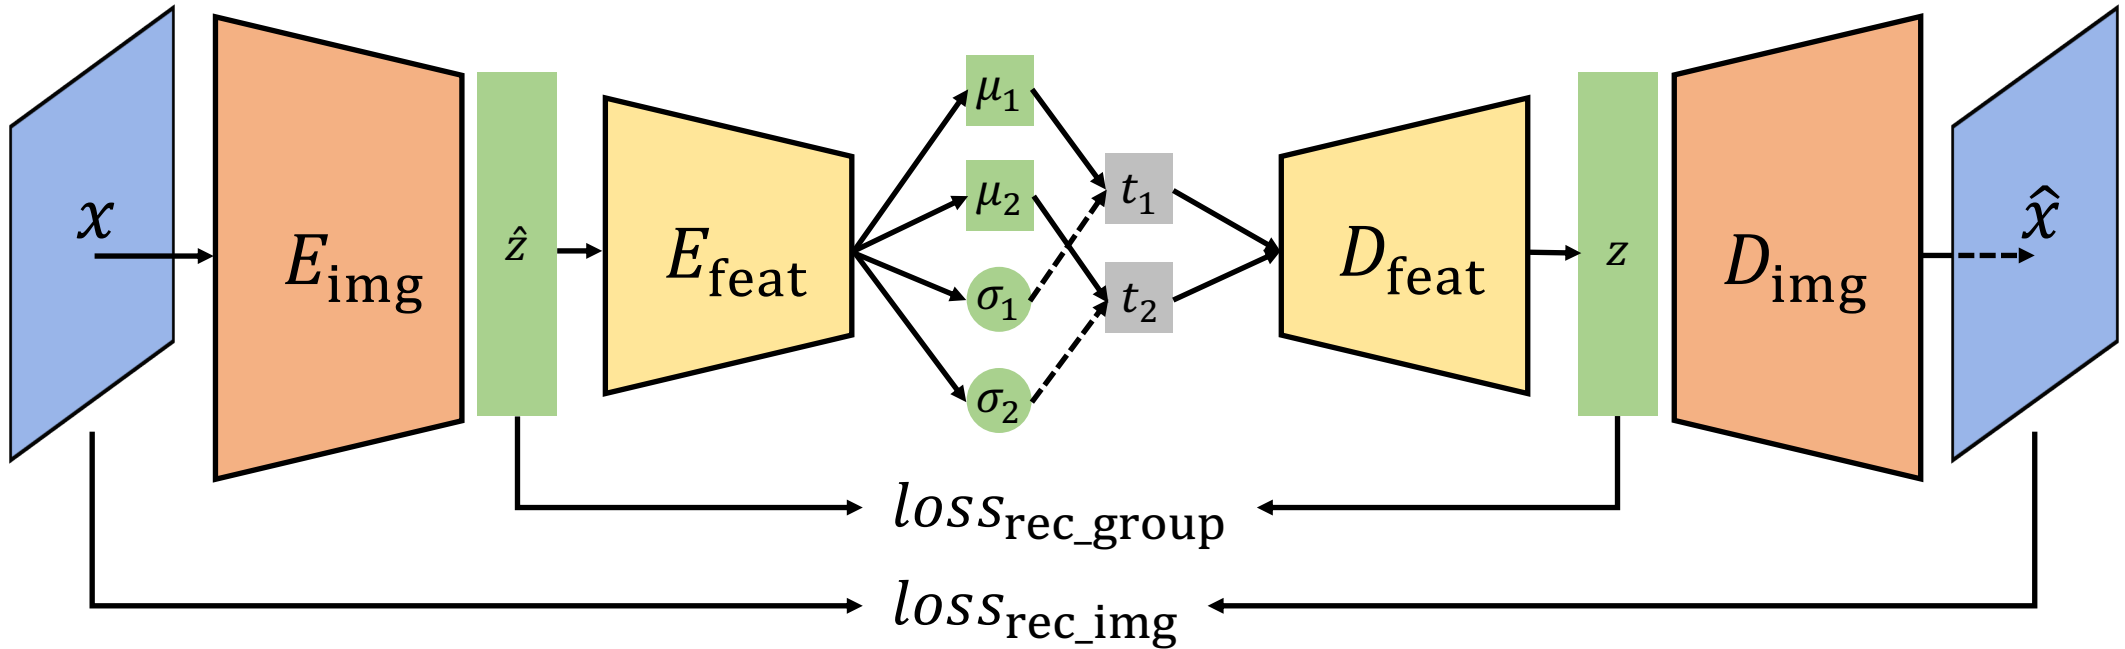 x
E_img
ẑ
E_feat
μ_1
μ_2
σ_1
σ_2
t_1
t_2
D_feat
z
D_img
x̂
loss_rec_group
loss_rec_img